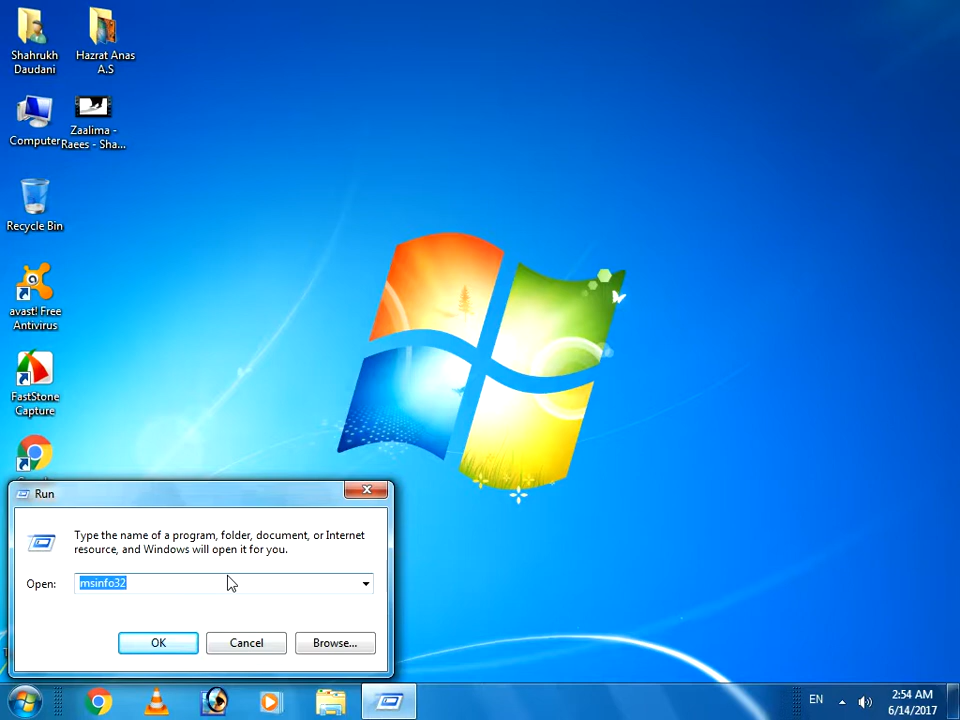 Shahrukh
Daudani
Hazrat Anas
A.S
Computer
Zaalima -
Raees - Sha...
Recycle Bin
avast! Free
Antivirus
FastStone
Capture
Run
Type the name of a program, folder, document, or Internet
resource, and Windows will open it for you.
Open:
msinfo32
OK
Cancel
Browse...
EN
2:54 AM
6/14/2017